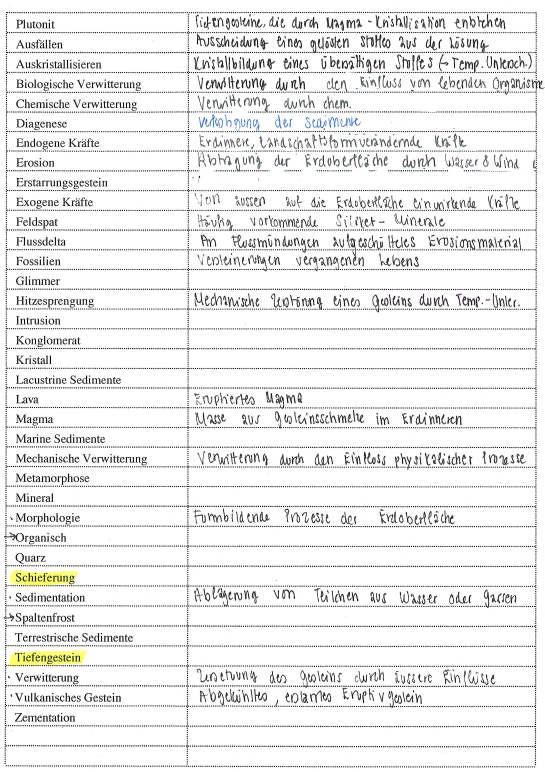 Plutonit Tiefengesteine, die durch Magma-Kristallisation entstehen
Ausfällen Ausscheidung eines gelösten Stoffes aus der Lösung
Auskristallisieren Kristallbildung eines übersättigen Stoffes (→ Temp. Untersch.)
Biologische Verwitterung Verwitterung durch den Einfluss von lebenden Organisme
Chemische Verwitterung Verwitterung durch chem.
Diagenese der Sedimente
Endogene Kräfte Erdinnere, Landschaftsformverändernde Kräfte
Erosion Abtragung der Erdoberfläche durch Wasser & Wind
Erstarrungsgestein
Exogene Kräfte Von äussen auf die Erdoberfläche einwirkende Kräfte
Feldspat Häufig vorkommende Silikat-Minerale
Flussdelta An Flussmündungen aufgeschüttetes Erosionsmaterial
Fossilien Versteinerungen vergangenen Lebens
Glimmer
Hitzesprengung Mechanische Zerstörung eines Gesteins durch Temp.-Unter.
Intrusion
Konglomerat
Kristall
Lacustrine Sedimente
Lava Eruptiertes Magma
Magma Masse aus Gesteinsschmelze im Erdinneren
Marine Sedimente
Mechanische Verwitterung Verwitterung durch den Einfluss physikalischer Prozesse
Metamorphose
Mineral
· Morphologie Formbildende Prozesse der Erdoberfläche
→ Organisch
Quarz
Schieferung
· Sedimentation Ablagerung von Teilchen aus Wasser oder Gasen
→ Spaltenfrost
Terrestrische Sedimente
Tiefengestein
· Verwitterung Zersetzung des Gesteins durch äussere Einflüsse
· Vulkanisches Gestein Abgekühltes, erstarrtes Eruptivgestein
Zementation